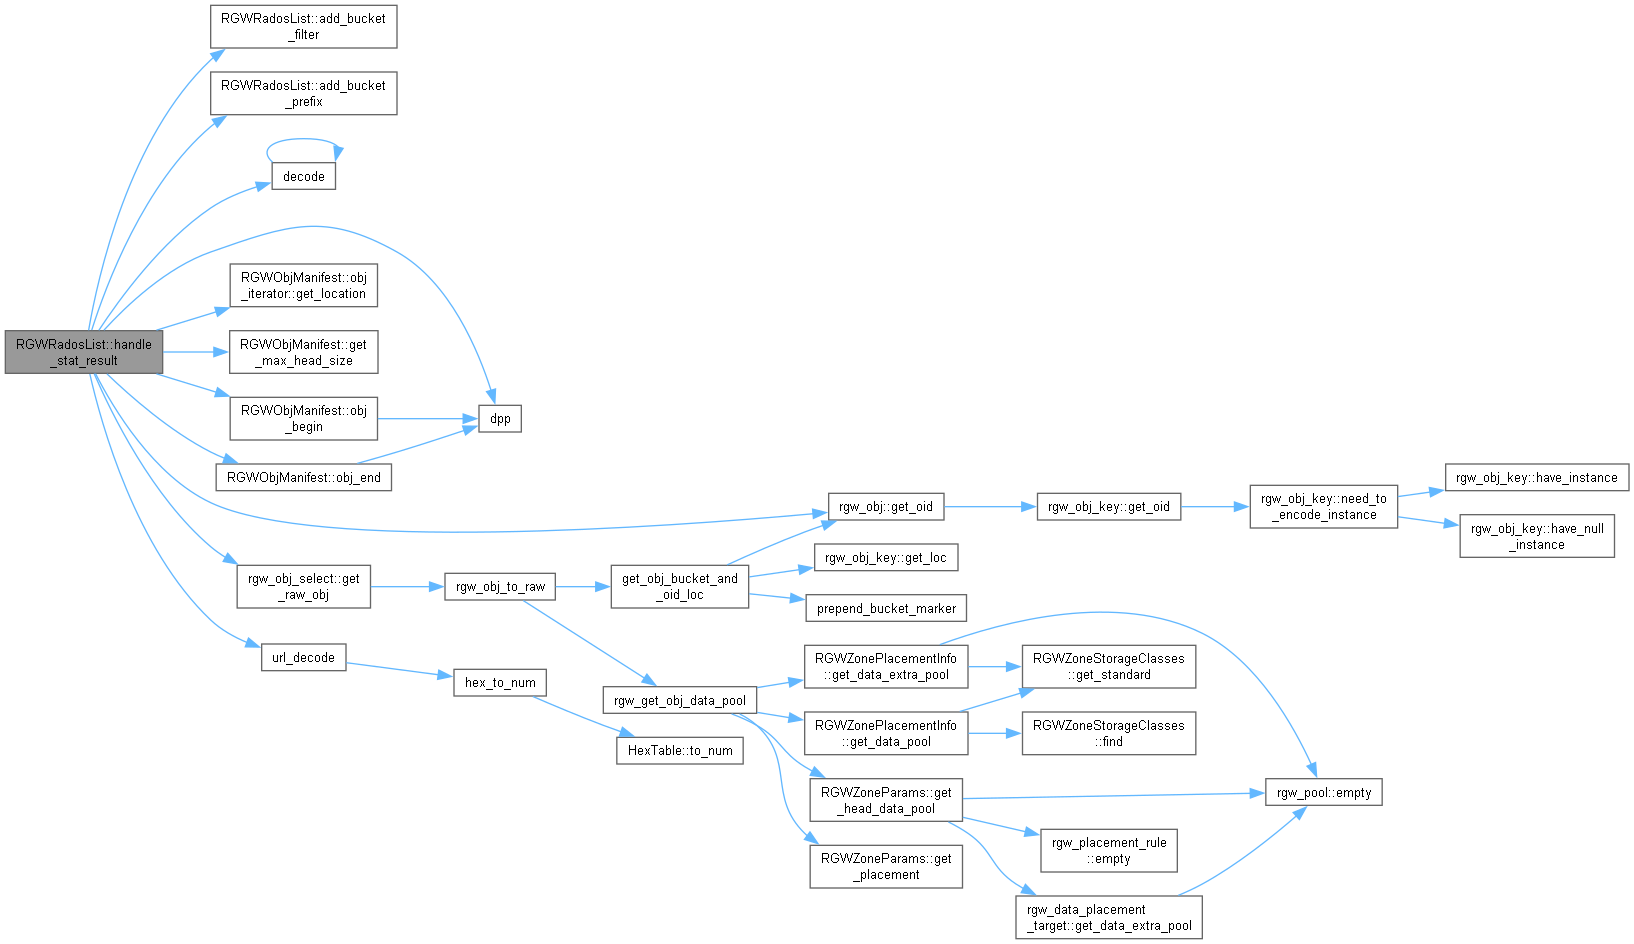 RGWRadosList::add_bucket
_filter
RGWRadosList::add_bucket
_prefix
decode
RGWObjManifest::obj
_iterator::get_location
RGWRadosList::handle
_stat_result
RGWObjManifest::get
_max_head_size
RGWObjManifest::obj
_begin
dpp
RGWObjManifest::obj_end
rgw_obj::get_oid
rgw_obj_key::get_oid
rgw_obj_key::need_to
_encode_instance
rgw_obj_key::have_instance
rgw_obj_key::have_null
_instance
rgw_obj_select::get
_raw_obj
rgw_obj_to_raw
get_obj_bucket_and
_oid_loc
rgw_obj_key::get_loc
prepend_bucket_marker
url_decode
hex_to_num
HexTable::to_num
rgw_get_obj_data_pool
RGWZonePlacementInfo
::get_data_extra_pool
RGWZoneStorageClasses
::get_standard
RGWZonePlacementInfo
::get_data_pool
RGWZoneStorageClasses
::find
RGWZoneParams::get
_head_data_pool
rgw_pool::empty
rgw_placement_rule
::empty
RGWZoneParams::get
_placement
rgw_data_placement
_target::get_data_extra_pool